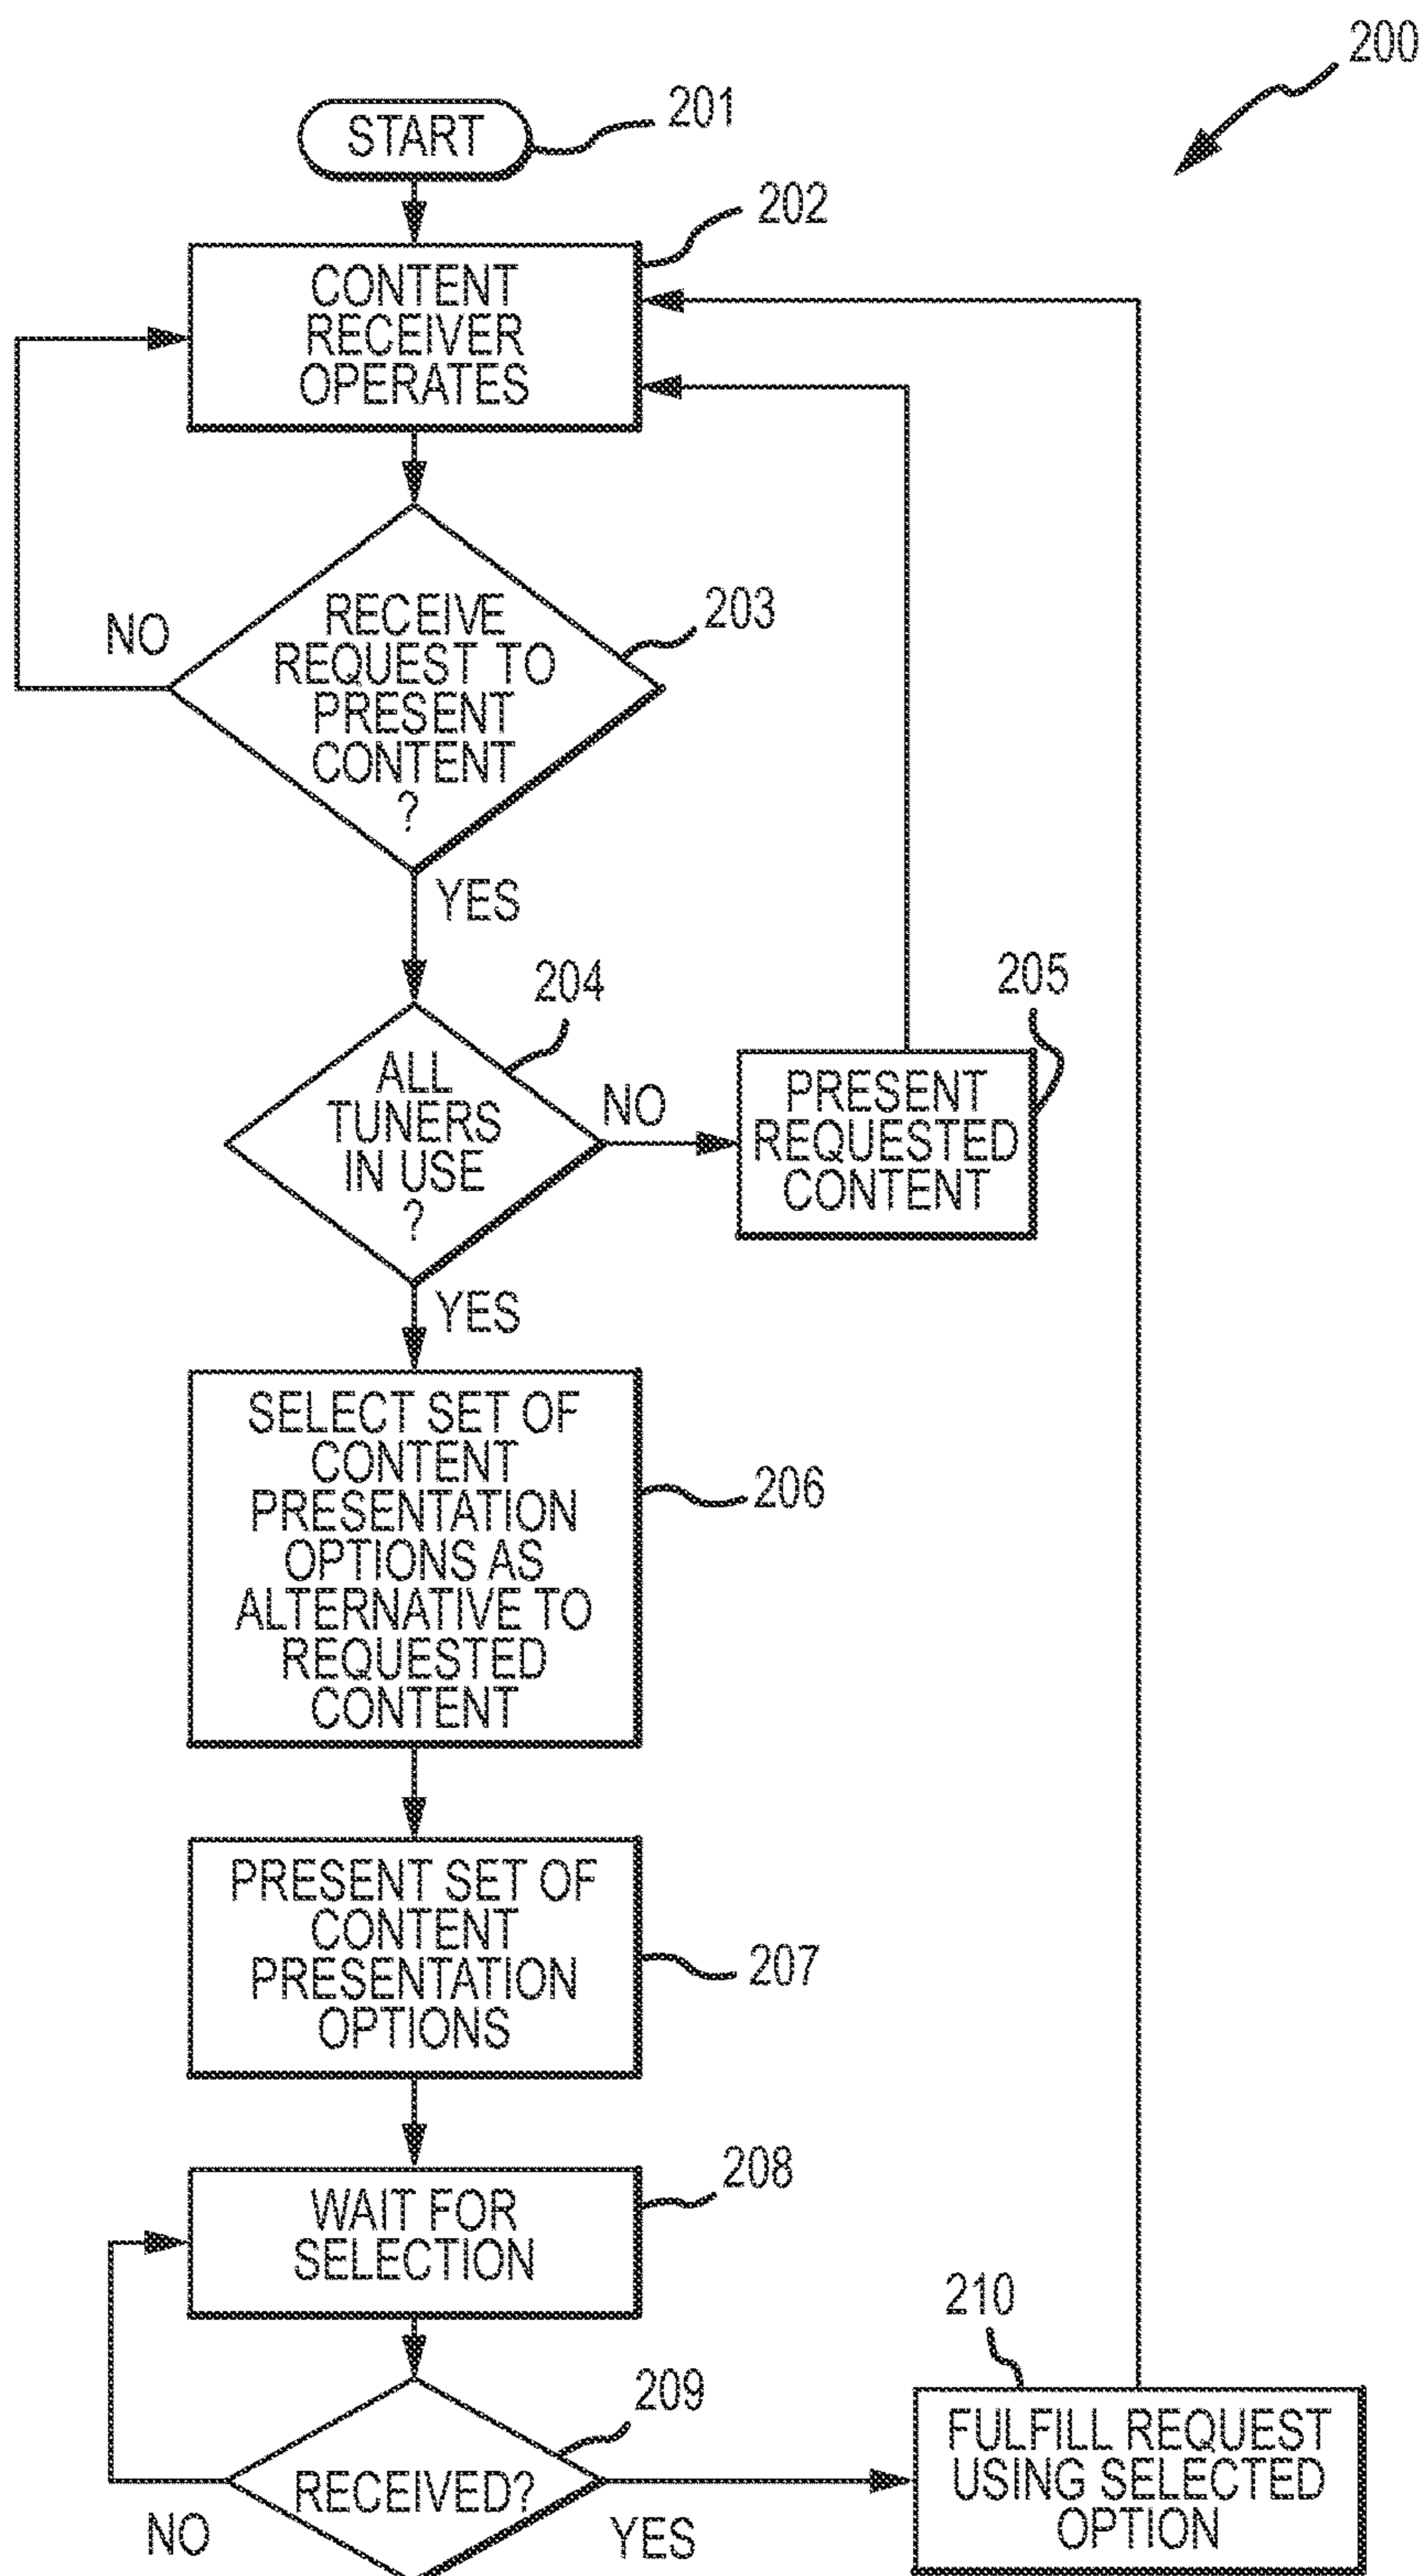 200
START
201
202
CONTENT
RECEIVER
OPERATES
203
NO
RECEIVE
REQUEST TO
PRESENT
CONTENT
?
YES
204
205
ALL
TUNERS
IN USE
?
NO
PRESENT
REQUESTED
CONTENT
YES
SELECT SET OF
CONTENT
PRESENTATION
OPTIONS AS
ALTERNATIVE TO
REQUESTED
CONTENT
206
PRESENT SET OF
CONTENT
PRESENTATION
OPTIONS
207
208
WAIT FOR
SELECTION
209
210
RECEIVED?
NO
YES
FULFILL REQUEST
USING SELECTED
OPTION